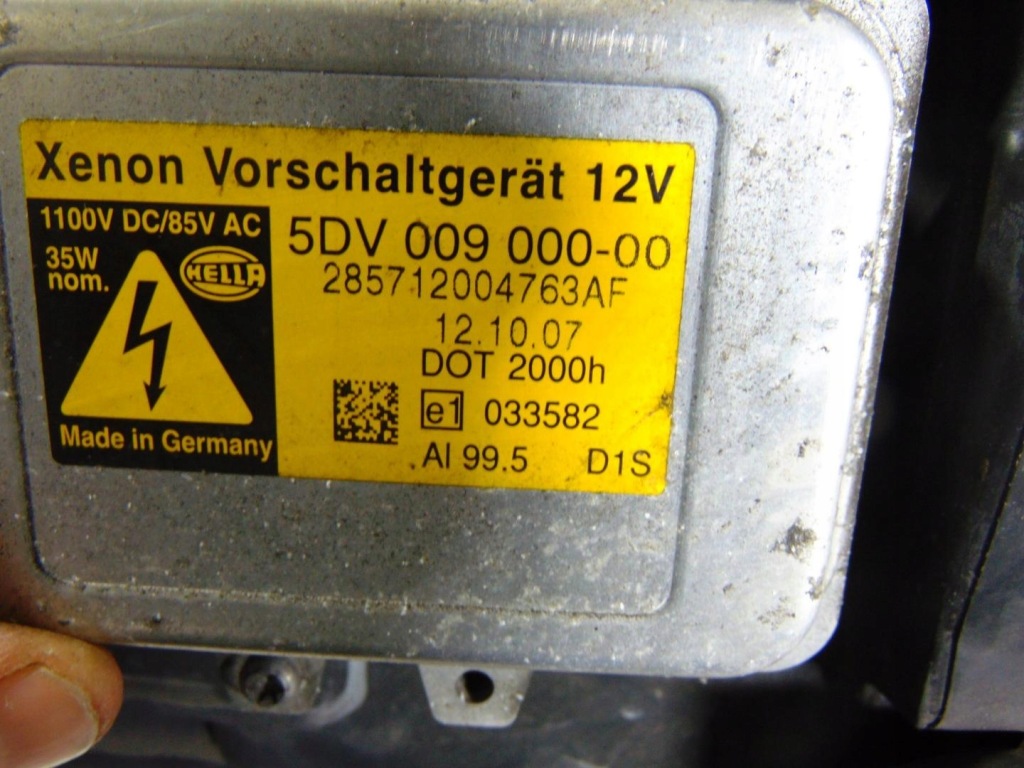 Xenon Vorschaltgerät 12V
1100V DC/85V AC
35W
nom.
HELLA
Made in Germany
5DV 009 000-00
285712004763AF
12.10.07
DOT 2000h
e1 033582
Al 99.5 D1S